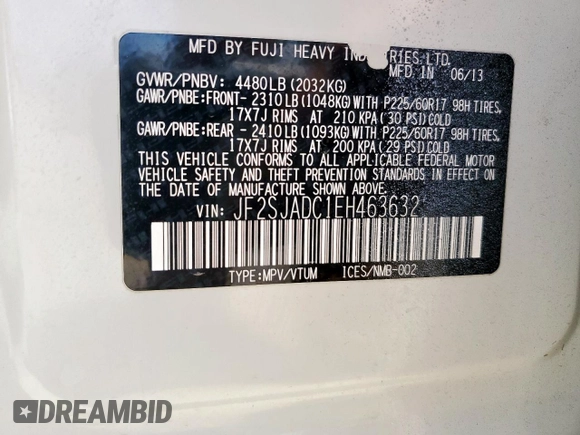 MFD BY FUJI HEAVY INDUSTRIES,LTD.
MFD IN 06/13
GVWR/PNBV: 4480LB(2032KG)
GAWR/PNBE:FRONT- 2310LB(1048KG)WITH P225/60R17 98H TIRES,
17X7J RIMS AT 210 KPA(30 PSI)COLD
GAWR/PNBE:REAR - 2410LB(1093KG)WITH P225/60R17 98H TIRES,
17X7J RIMS AT 200 KPA(29 PSI)COLD
THIS VEHICLE CONFORMS TO ALL APPLICABLE FEDERAL MOTOR
VEHICLE SAFETY AND THEFT PREVENTION STANDARDS
IN EFFECT ON THE DATE OF MANUFACTURE SHOWN ABOVE.
VIN: JF2SJADC1EH463632
TYPE:MPV/VTUM ICES/NMB-002
DREAMBID